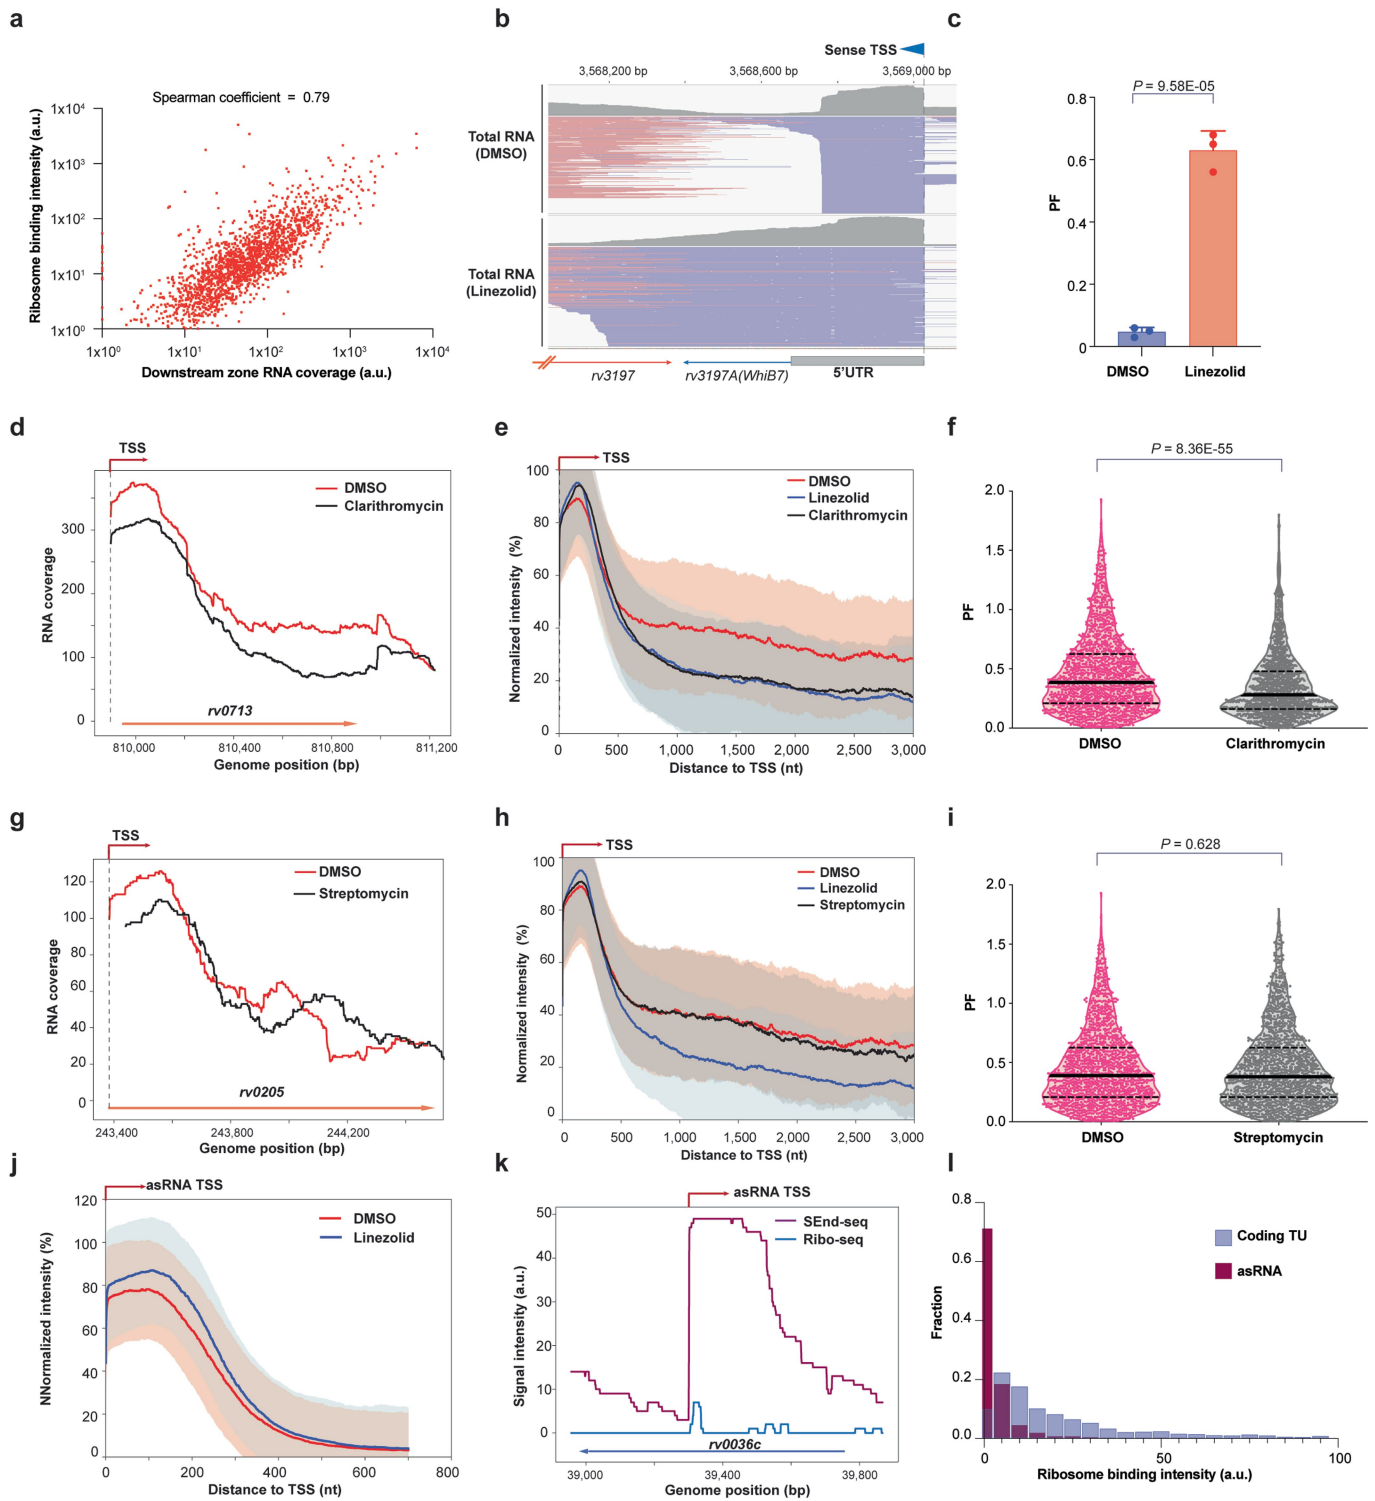 a
Spearman coefficient = 0.79
Ribosome binding intensity (a.u.)
1x10⁴
1x10³
1x10²
1x10¹
1x10⁰
1x10⁰ 1x10¹ 1x10² 1x10³ 1x10⁴
Downstream zone RNA coverage (a.u.)
b
Sense TSS
3,568,200 bp 3,568,600 bp 3,569,000 bp
Total RNA
(DMSO)
Total RNA
(Linezolid)
rv3197 rv3197A(WhiB7) 5'UTR
c
P = 9.58E-05
PF
0.8
0.6
0.4
0.2
0
DMSO Linezolid
d
TSS
DMSO
Clarithromycin
RNA coverage
300
200
100
0
rv0713
810,000 810,400 810,800 811,200
Genome position (bp)
e
TSS
DMSO
Linezolid
Clarithromycin
Normalized intensity (%)
100
80
60
40
20
0
0 500 1,000 1,500 2,000 2,500 3,000
Distance to TSS (nt)
f
P = 8.36E-55
PF
2.0
1.5
1.0
0.5
0.0
DMSO Clarithromycin
g
TSS
DMSO
Streptomycin
RNA coverage
120
100
80
60
40
20
0
rv0205
243,400 243,800 244,200
Genome position (bp)
h
TSS
DMSO
Linezolid
Streptomycin
Normalized intensity (%)
100
80
60
40
20
0
0 500 1,000 1,500 2,000 2,500 3,000
Distance to TSS (nt)
i
P = 0.628
PF
2.0
1.5
1.0
0.5
0.0
DMSO Streptomycin
j
asRNA TSS
DMSO
Linezolid
NNormalized intensity (%)
120
100
80
60
40
20
0
0 200 400 600 800
Distance to TSS (nt)
k
asRNA TSS
SEnd-seq
Ribo-seq
Signal intensity (a.u.)
50
40
30
20
10
0
rv0036c
39,000 39,400 39,800
Genome position (bp)
l
Coding TU
asRNA
Fraction
0.8
0.6
0.4
0.2
0.0
0 50 100
Ribosome binding intensity (a.u.)